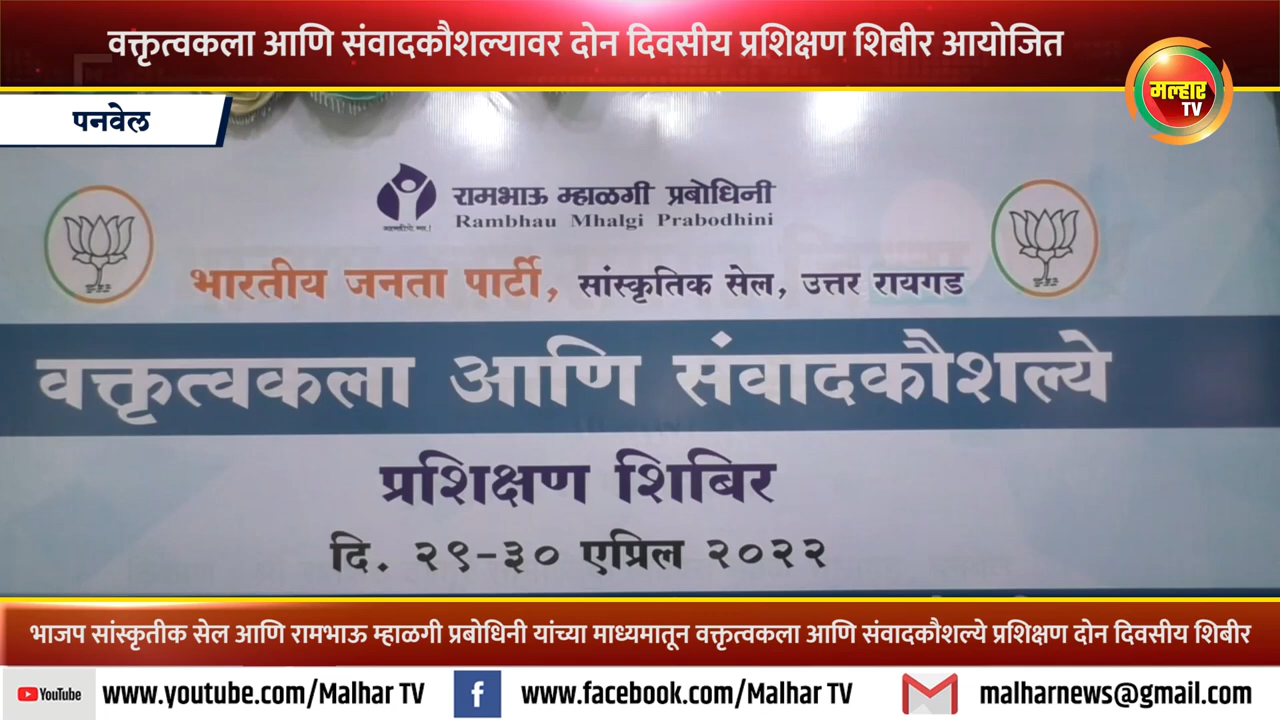 वक्तृत्वकला आणि संवादकौशल्यावर दोन दिवसीय प्रशिक्षण शिबीर आयोजित
मल्हार
TV
पनवेल
रामभाऊ म्हाळगी प्रबोधिनी
Rambhau Mhalgi Prabodhini
भारतीय जनता पार्टी, सांस्कृतिक सेल, उत्तर रायगड
वक्तृत्वकला आणि संवादकौशल्ये
प्रशिक्षण शिबिर
दि. २९-३० एप्रिल २०२२
भाजप सांस्कृतीक सेल आणि रामभाऊ म्हाळगी प्रबोधिनी यांच्या माध्यमातून वक्तृत्वकला आणि संवादकौशल्ये प्रशिक्षण दोन दिवसीय शिबीर
YouTube www.youtube.com/Malhar TV www.facebook.com/Malhar TV malharnews@gmail.com